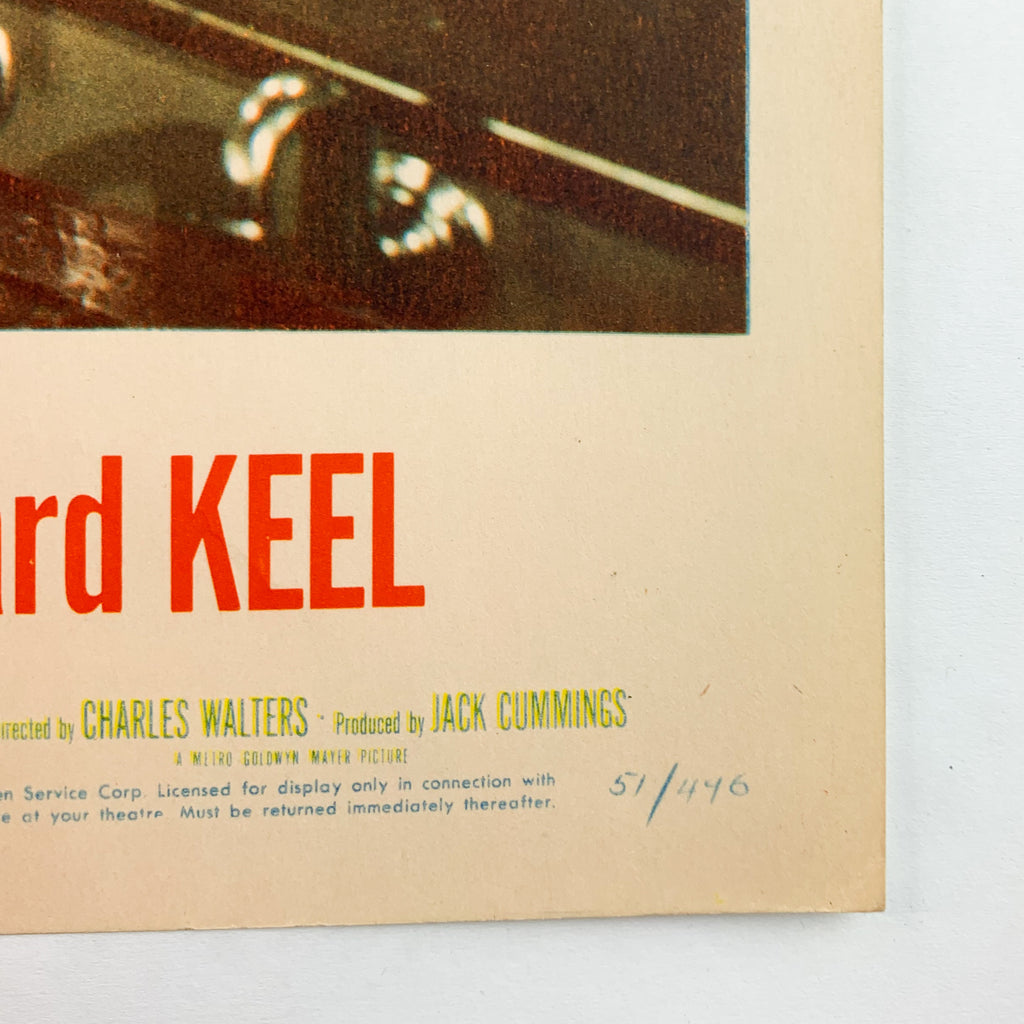 ard KEEL
irected by CHARLES WALTERS · Produced by JACK CUMMINGS
A METRO GOLDWYN MAYER PICTURE
en Service Corp. Licensed for display only in connection with
e at your theatre. Must be returned immediately thereafter.
51/446